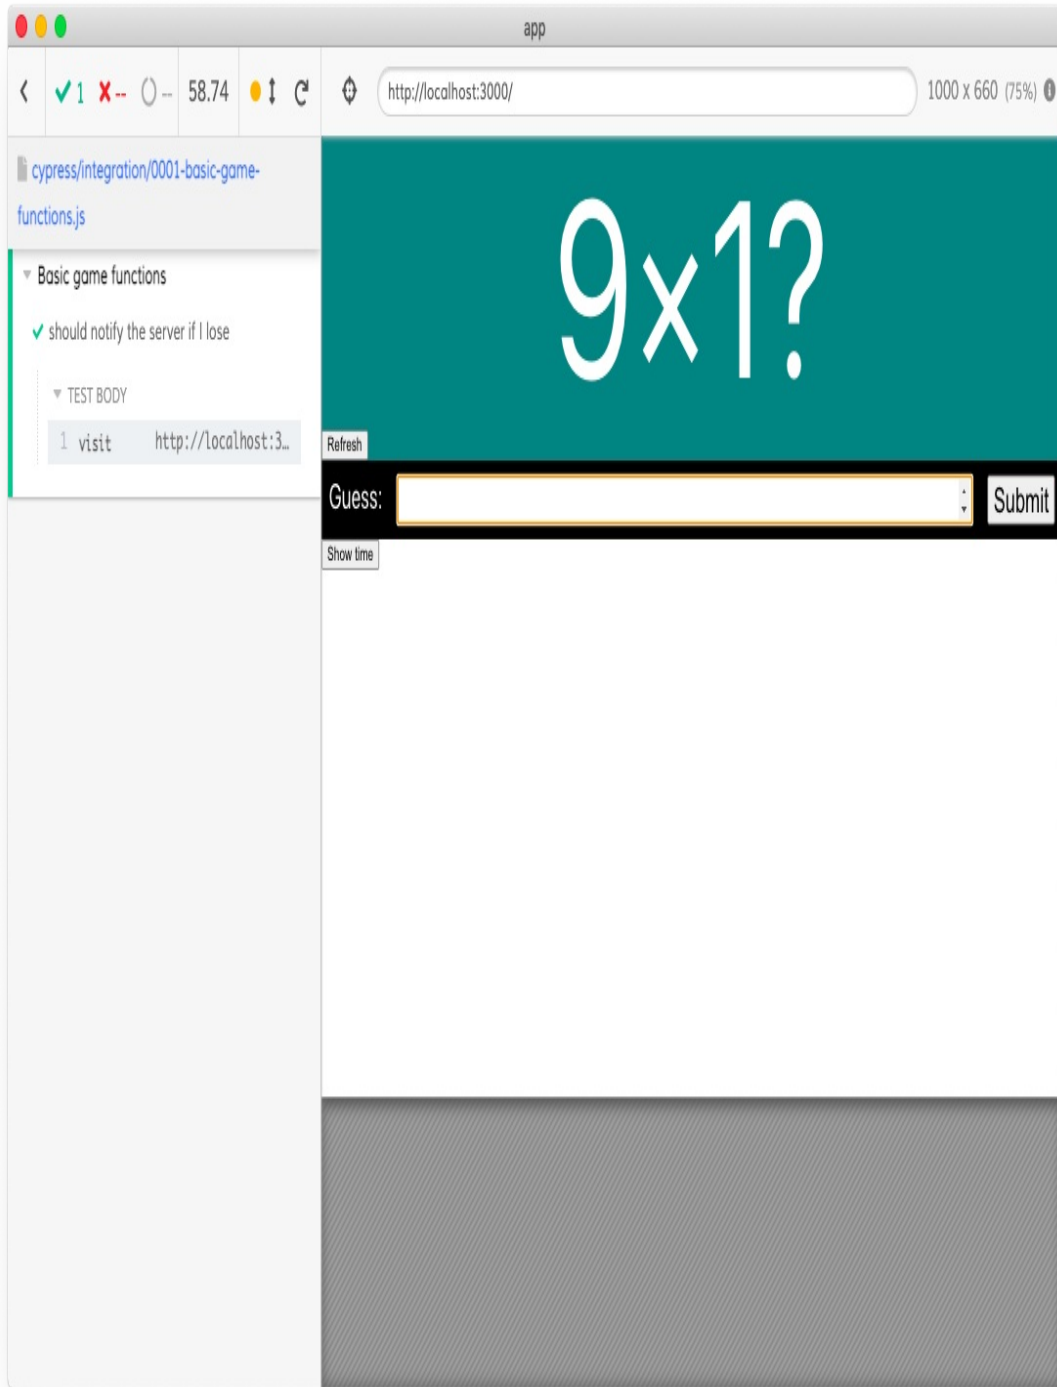 app
1 -- -- 58.74 http://localhost:3000/ 1000 x 660 (75%)
cypress/integration/0001-basic-game-
functions.js
Basic game functions
should notify the server if I lose
TEST BODY
1 visit http://localhost:3…
9×1?
Refresh
Guess: Submit
Show time